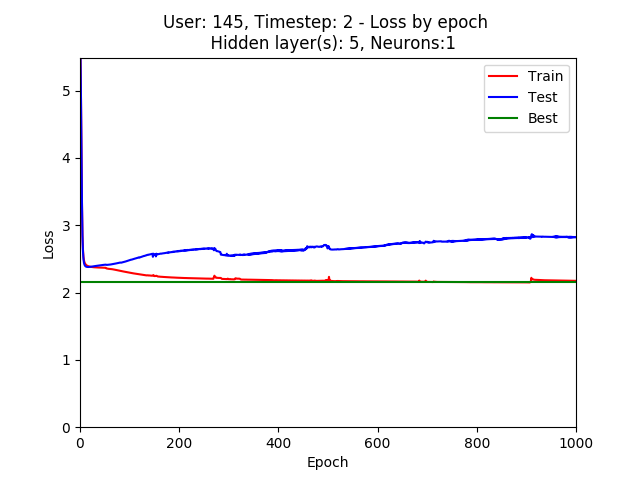 User: 145, Timestep: 2 - Loss by epoch
Hidden layer(s): 5, Neurons:1
Train
Test
Best
5
4
3
2
1
0
Loss
0 200 400 600 800 1000
Epoch